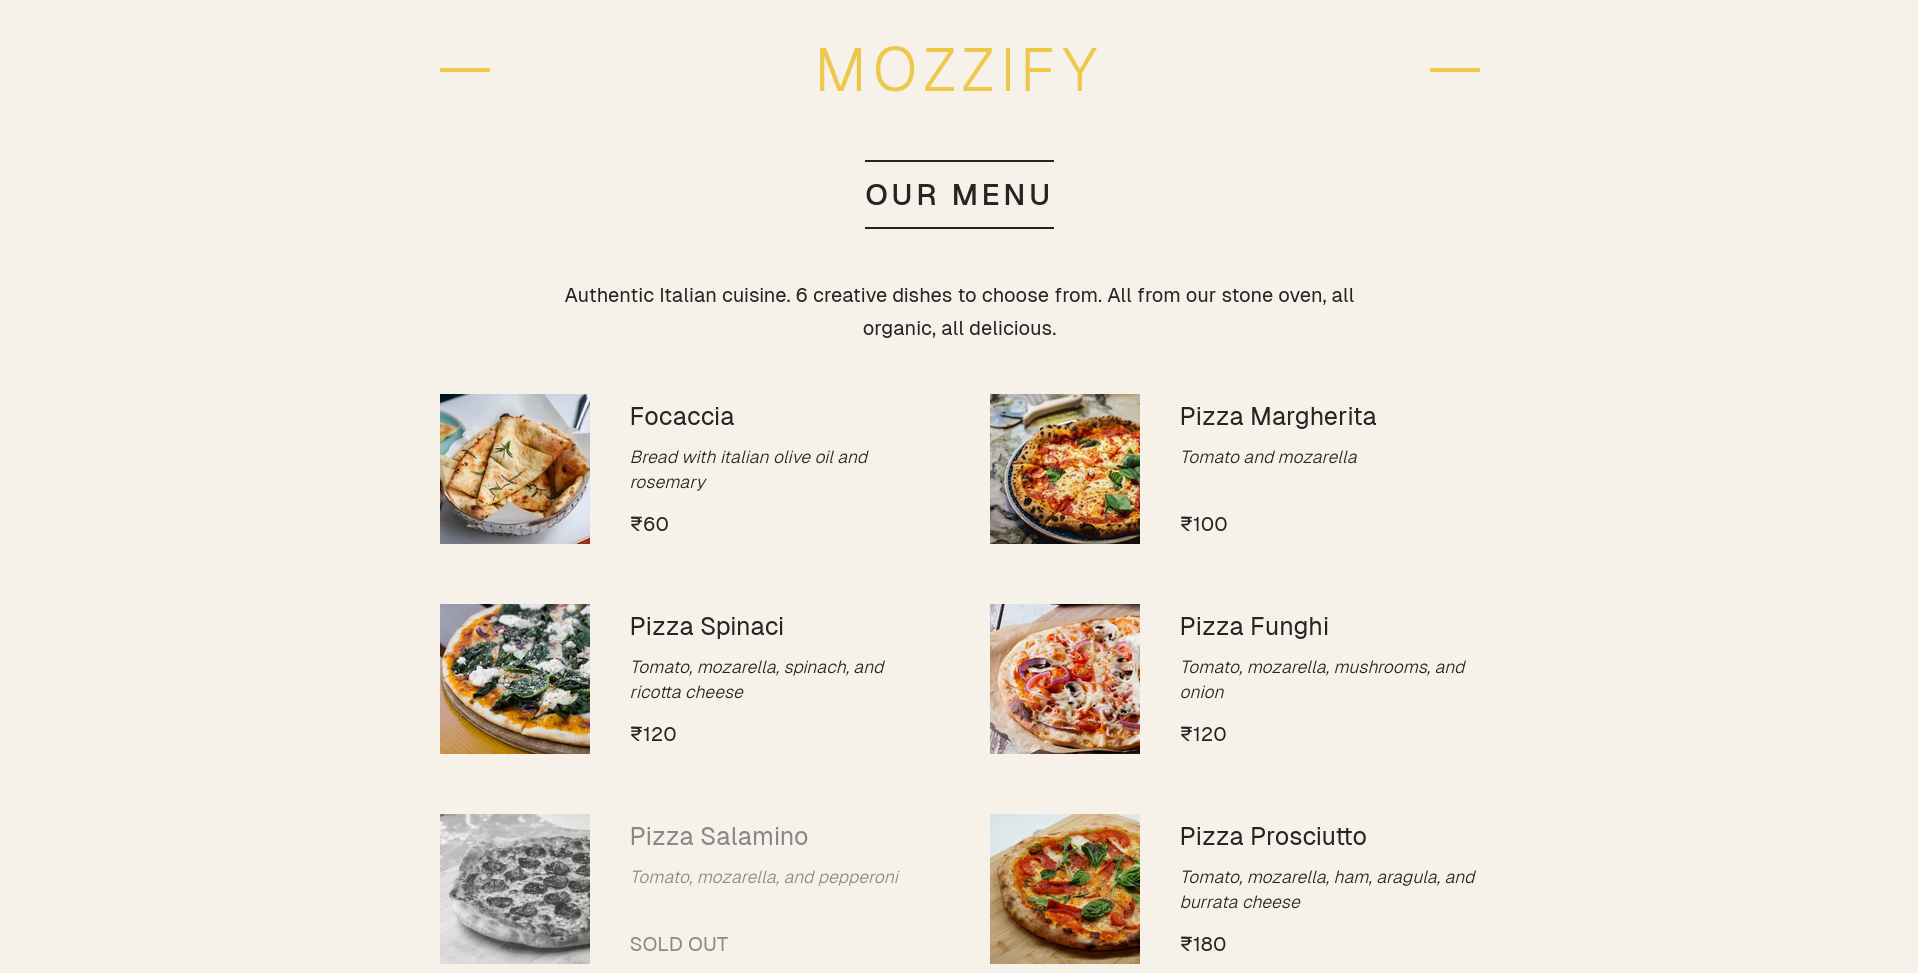 MOZZIFY
OUR MENU
Authentic Italian cuisine. 6 creative dishes to choose from. All from our stone oven, all
organic, all delicious.
Focaccia
Bread with italian olive oil and
rosemary
₹60
Pizza Margherita
Tomato and mozarella
₹100
Pizza Spinaci
Tomato, mozarella, spinach, and
ricotta cheese
₹120
Pizza Funghi
Tomato, mozarella, mushrooms, and
onion
₹120
Pizza Salamino
Tomato, mozarella, and pepperoni
SOLD OUT
Pizza Prosciutto
Tomato, mozarella, ham, aragula, and
burrata cheese
₹180